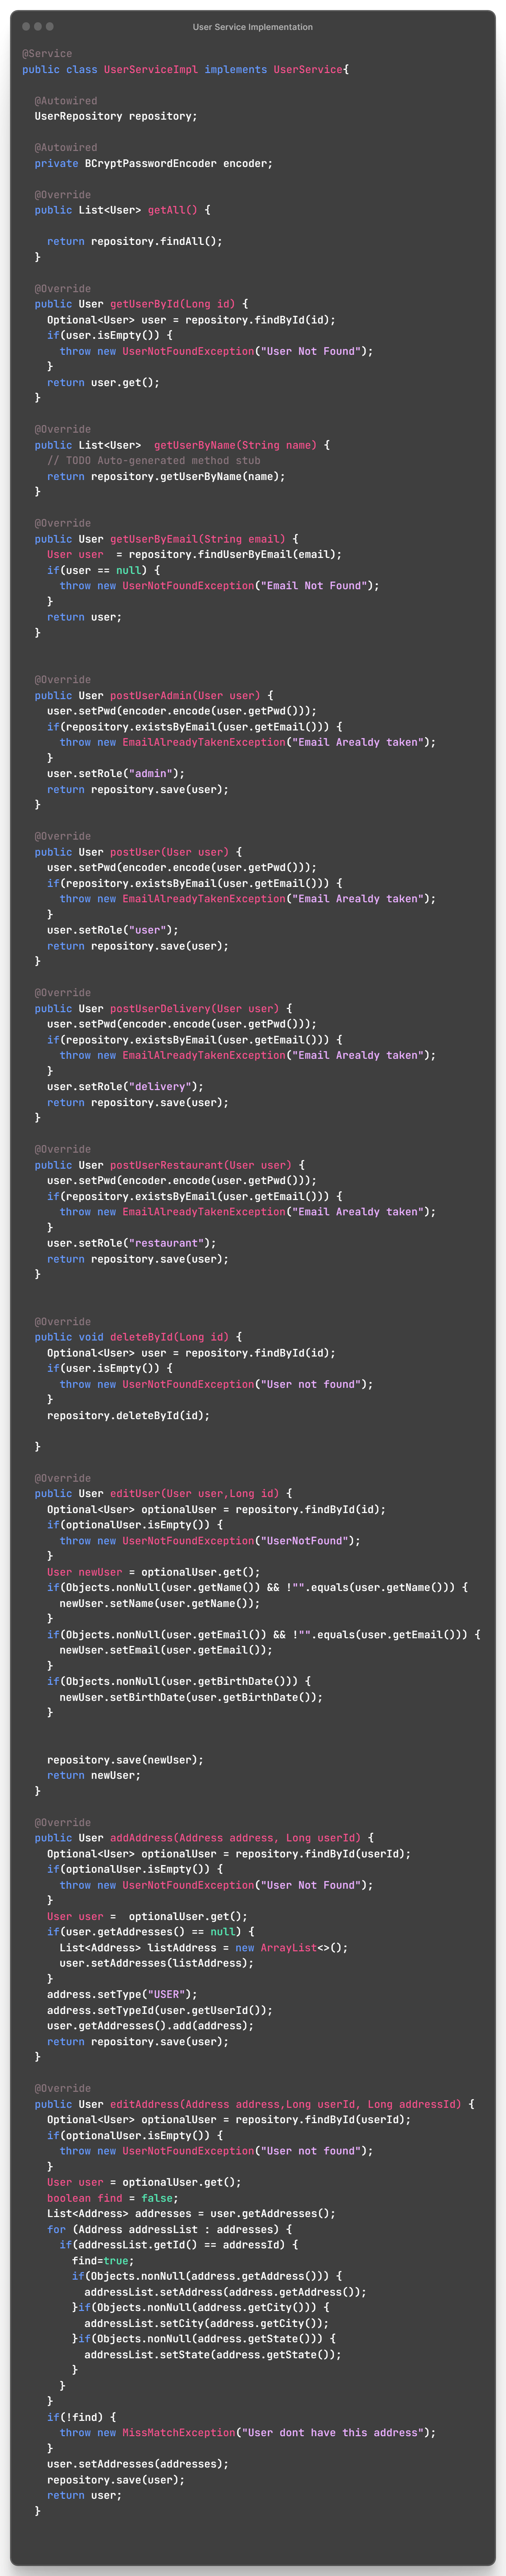 User Service Implementation
@Service
public class UserServiceImpl implements UserService{
@Autowired
UserRepository repository;
@Autowired
private BCryptPasswordEncoder encoder;
@Override
public List<User> getAll() {
return repository.findAll();
}
@Override
public User getUserById(Long id) {
Optional<User> user = repository.findById(id);
if(user.isEmpty()) {
throw new UserNotFoundException("User Not Found");
}
return user.get();
}
@Override
public List<User>  getUserByName(String name) {
// TODO Auto-generated method stub
return repository.getUserByName(name);
}
@Override
public User getUserByEmail(String email) {
User user  = repository.findUserByEmail(email);
if(user == null) {
throw new UserNotFoundException("Email Not Found");
}
return user;
}
@Override
public User postUserAdmin(User user) {
user.setPwd(encoder.encode(user.getPwd()));
if(repository.existsByEmail(user.getEmail())) {
throw new EmailAlreadyTakenException("Email Arealdy taken");
}
user.setRole("admin");
return repository.save(user);
}
@Override
public User postUser(User user) {
user.setPwd(encoder.encode(user.getPwd()));
if(repository.existsByEmail(user.getEmail())) {
throw new EmailAlreadyTakenException("Email Arealdy taken");
}
user.setRole("user");
return repository.save(user);
}
@Override
public User postUserDelivery(User user) {
user.setPwd(encoder.encode(user.getPwd()));
if(repository.existsByEmail(user.getEmail())) {
throw new EmailAlreadyTakenException("Email Arealdy taken");
}
user.setRole("delivery");
return repository.save(user);
}
@Override
public User postUserRestaurant(User user) {
user.setPwd(encoder.encode(user.getPwd()));
if(repository.existsByEmail(user.getEmail())) {
throw new EmailAlreadyTakenException("Email Arealdy taken");
}
user.setRole("restaurant");
return repository.save(user);
}
@Override
public void deleteById(Long id) {
Optional<User> user = repository.findById(id);
if(user.isEmpty()) {
throw new UserNotFoundException("User not found");
}
repository.deleteById(id);
}
@Override
public User editUser(User user,Long id) {
Optional<User> optionalUser = repository.findById(id);
if(optionalUser.isEmpty()) {
throw new UserNotFoundException("UserNotFound");
}
User newUser = optionalUser.get();
if(Objects.nonNull(user.getName()) && !"".equals(user.getName())) {
newUser.setName(user.getName());
}
if(Objects.nonNull(user.getEmail()) && !"".equals(user.getEmail())) {
newUser.setEmail(user.getEmail());
}
if(Objects.nonNull(user.getBirthDate())) {
newUser.setBirthDate(user.getBirthDate());
}
repository.save(newUser);
return newUser;
}
@Override
public User addAddress(Address address, Long userId) {
Optional<User> optionalUser = repository.findById(userId);
if(optionalUser.isEmpty()) {
throw new UserNotFoundException("User Not Found");
}
User user =  optionalUser.get();
if(user.getAddresses() == null) {
List<Address> listAddress = new ArrayList<>();
user.setAddresses(listAddress);
}
address.setType("USER");
address.setTypeId(user.getUserId());
user.getAddresses().add(address);
return repository.save(user);
}
@Override
public User editAddress(Address address,Long userId, Long addressId) {
Optional<User> optionalUser = repository.findById(userId);
if(optionalUser.isEmpty()) {
throw new UserNotFoundException("User not found");
}
User user = optionalUser.get();
boolean find = false;
List<Address> addresses = user.getAddresses();
for (Address addressList : addresses) {
if(addressList.getId() == addressId) {
find=true;
if(Objects.nonNull(address.getAddress())) {
addressList.setAddress(address.getAddress());
}if(Objects.nonNull(address.getCity())) {
addressList.setCity(address.getCity());
}if(Objects.nonNull(address.getState())) {
addressList.setState(address.getState());
}
}
}
if(!find) {
throw new MissMatchException("User dont have this address");
}
user.setAddresses(addresses);
repository.save(user);
return user;
}